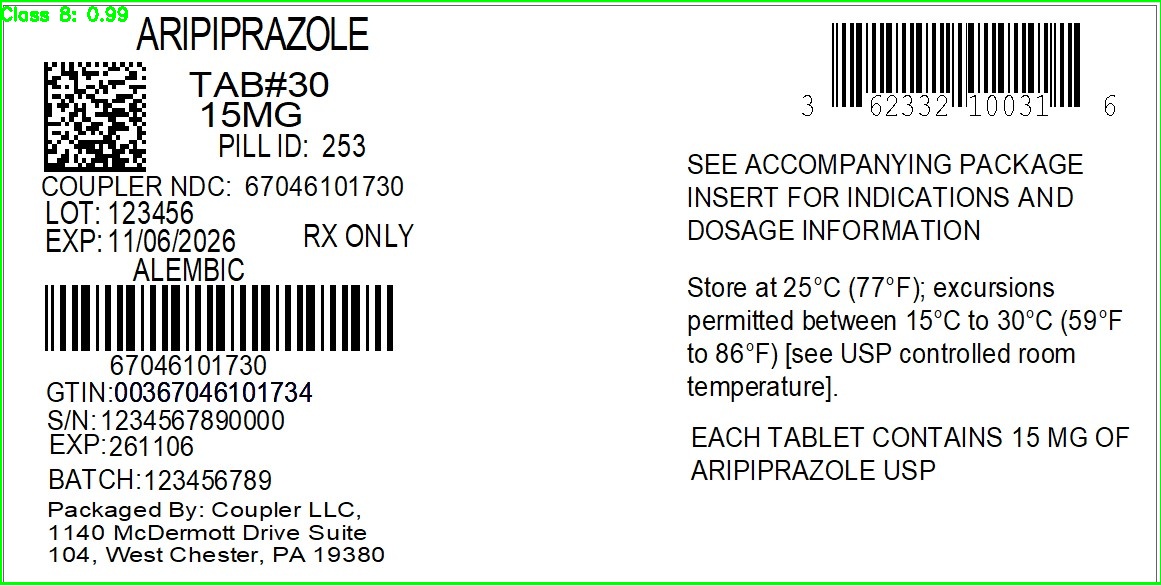 Class 8: 0.99
ARIPIPRAZOLE
TAB#30
15MG
PILL ID: 253
COUPLER NDC: 67046101730
LOT: 123456
EXP: 11/06/2026
RX ONLY
ALEMBIC
67046101730
GTIN:00367046101734
S/N: 1234567890000
EXP:261106
BATCH:123456789
Packaged By: Coupler LLC,
1140 McDermott Drive Suite
104, West Chester, PA 19380
3 62332 10031 6
SEE ACCOMPANYING PACKAGE
INSERT FOR INDICATIONS AND
DOSAGE INFORMATION
Store at 25°C (77°F); excursions
permitted between 15°C to 30°C (59°F
to 86°F) [see USP controlled room
temperature].
EACH TABLET CONTAINS 15 MG OF
ARIPIPRAZOLE USP